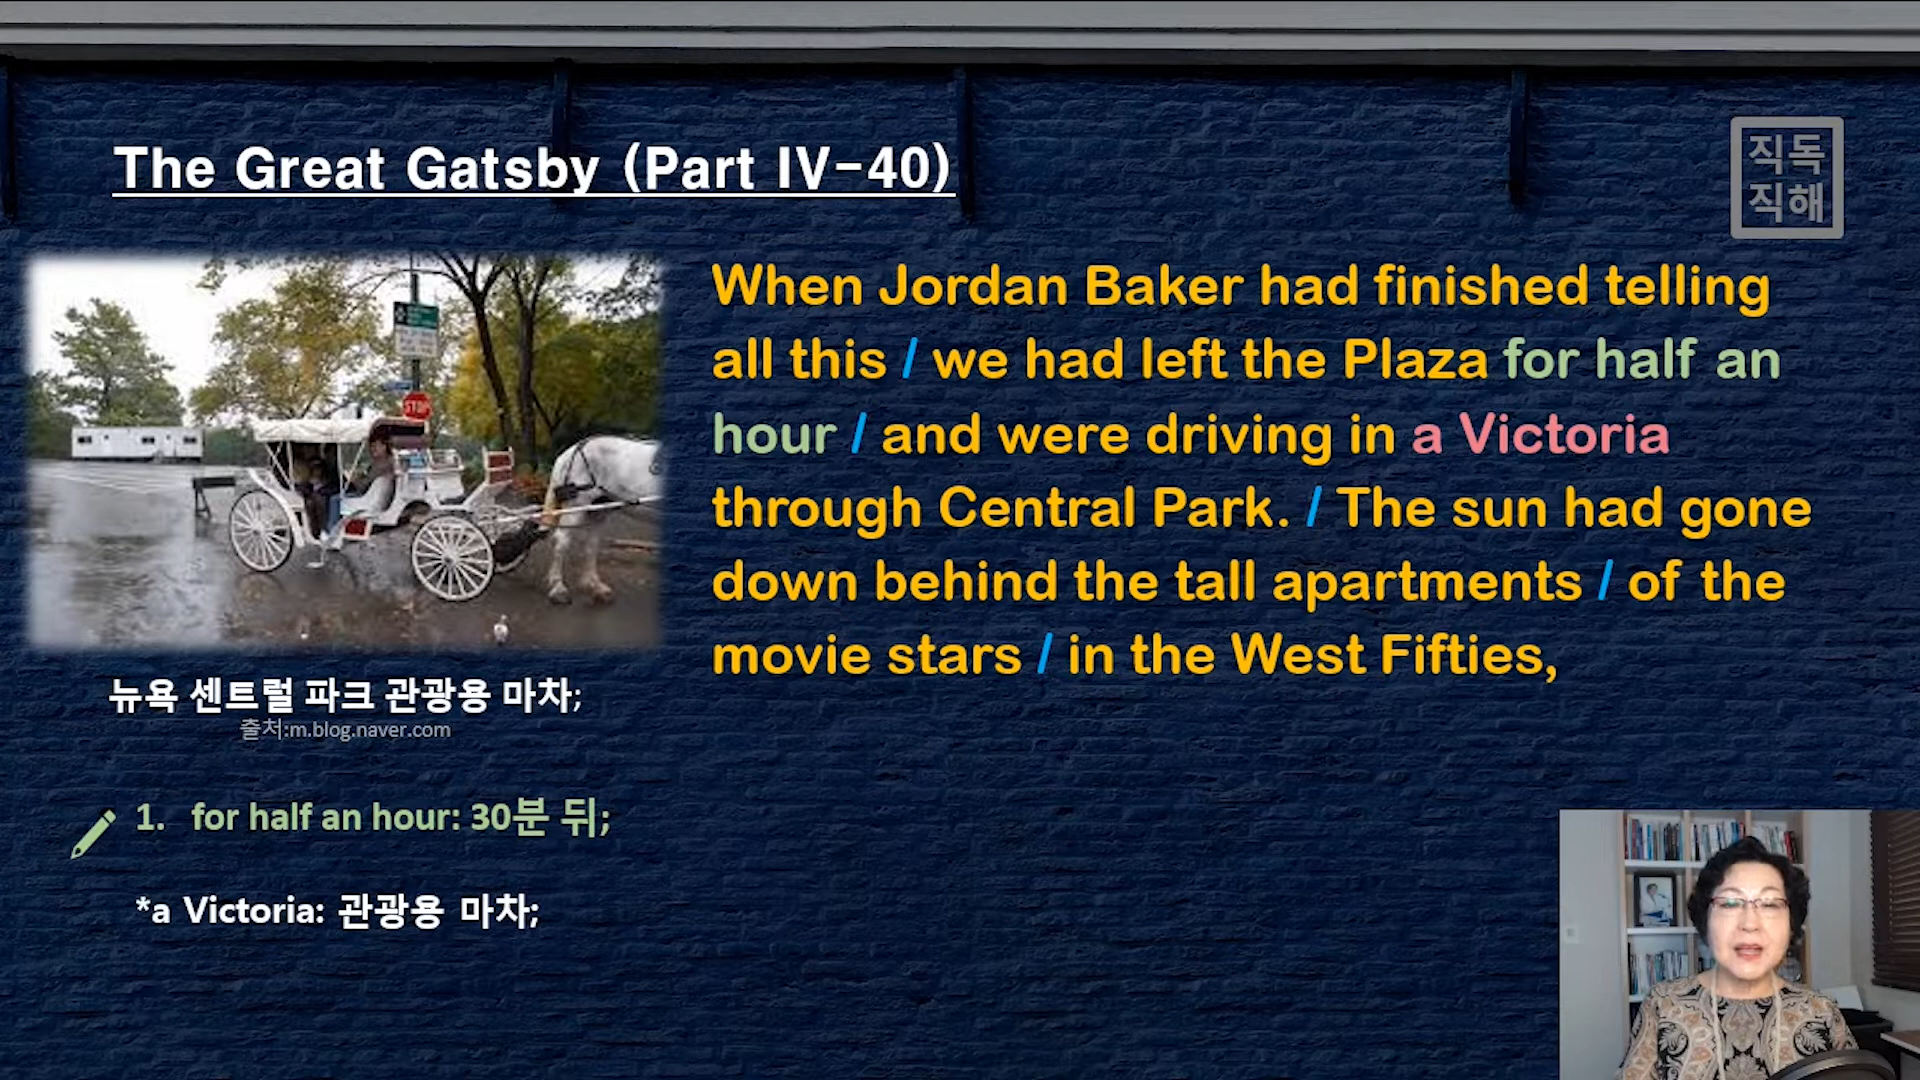 The Great Gatsby (Part IV-40)
직독
직해
When Jordan Baker had finished telling
all this / we had left the Plaza for half an
hour / and were driving in a Victoria
through Central Park. / The sun had gone
down behind the tall apartments / of the
movie stars / in the West Fifties,
STOP
뉴욕 센트럴 파크 관광용 마차;
출처:m.blog.naver.com
1. for half an hour: 30분 뒤;
*a Victoria: 관광용 마차;